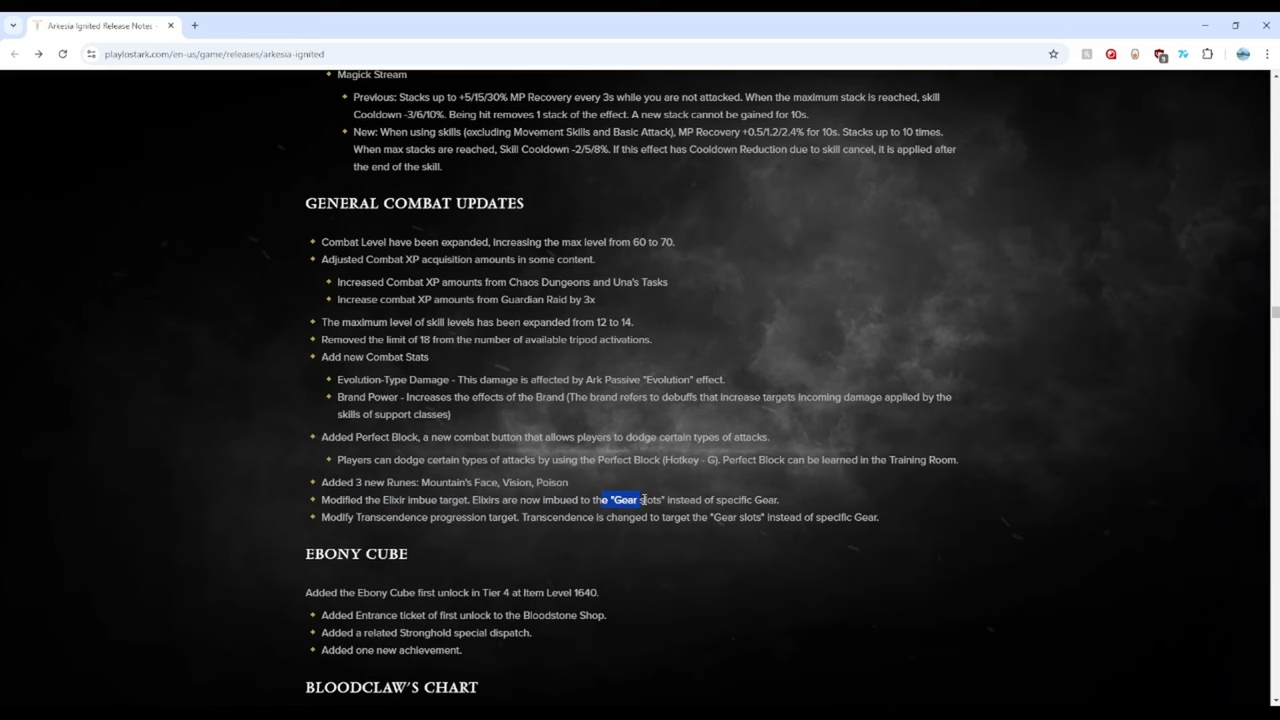 Arkesia Ignited Release Notes -
playlostark.com/en-us/game/releases/arkesia-ignited
Magick Stream
Previous: Stacks up to +5/15/30% MP Recovery every 3s while you are not attacked. When the maximum stack is reached, skill
Cooldown -3/6/10%. Being hit removes 1 stack of the effect. A new stack cannot be gained for 10s.
New: When using skills (excluding Movement Skills and Basic Attack), MP Recovery +0.5/1.2/2.4% for 10s. Stacks up to 10 times.
When max stacks are reached, Skill Cooldown -2/5/8%. If this effect has Cooldown Reduction due to skill cancel, it is applied after
the end of the skill.
GENERAL COMBAT UPDATES
Combat Level have been expanded, increasing the max level from 60 to 70.
Adjusted Combat XP acquisition amounts in some content.
Increased Combat XP amounts from Chaos Dungeons and Una's Tasks
Increase combat XP amounts from Guardian Raid by 3x
The maximum level of skill levels has been expanded from 12 to 14.
Removed the limit of 18 from the number of available tripod activations.
Add new Combat Stats
Evolution-Type Damage - This damage is affected by Ark Passive "Evolution" effect.
Brand Power - Increases the effects of the Brand (The brand refers to debuffs that increase targets incoming damage applied by the
skills of support classes)
Added Perfect Block, a new combat button that allows players to dodge certain types of attacks.
Players can dodge certain types of attacks by using the Perfect Block (Hotkey - G). Perfect Block can be learned in the Training Room.
Added 3 new Runes: Mountain's Face, Vision, Poison
Modified the Elixir imbue target. Elixirs are now imbued to the "Gear slots" instead of specific Gear.
Modify Transcendence progression target. Transcendence is changed to target the "Gear slots" instead of specific Gear.
EBONY CUBE
Added the Ebony Cube first unlock in Tier 4 at Item Level 1640.
Added Entrance ticket of first unlock to the Bloodstone Shop.
Added a related Stronghold special dispatch.
Added one new achievement.
BLOODCLAW'S CHART